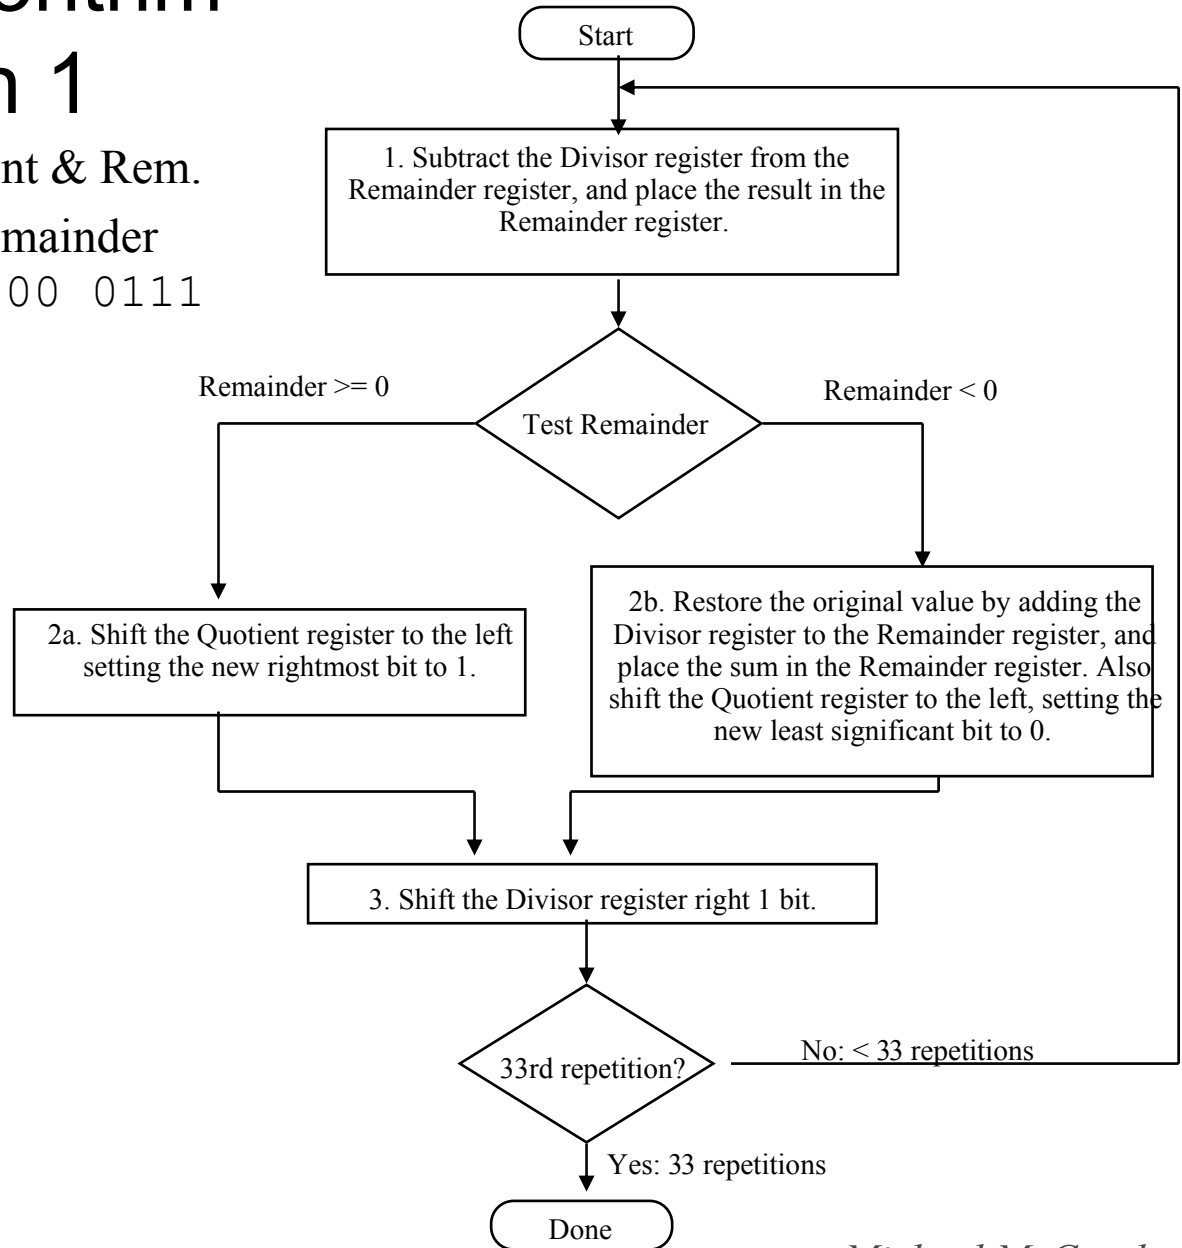 n 1
nt & Rem.
mainder
00 0111
Start
1. Subtract the Divisor register from the
Remainder register, and place the result in the
Remainder register.
Remainder >= 0
Test Remainder
Remainder < 0
2a. Shift the Quotient register to the left
setting the new rightmost bit to 1.
2b. Restore the original value by adding the
Divisor register to the Remainder register, and
place the sum in the Remainder register. Also
shift the Quotient register to the left, setting the
new least significant bit to 0.
3. Shift the Divisor register right 1 bit.
33rd repetition?
No: < 33 repetitions
Yes: 33 repetitions
Done